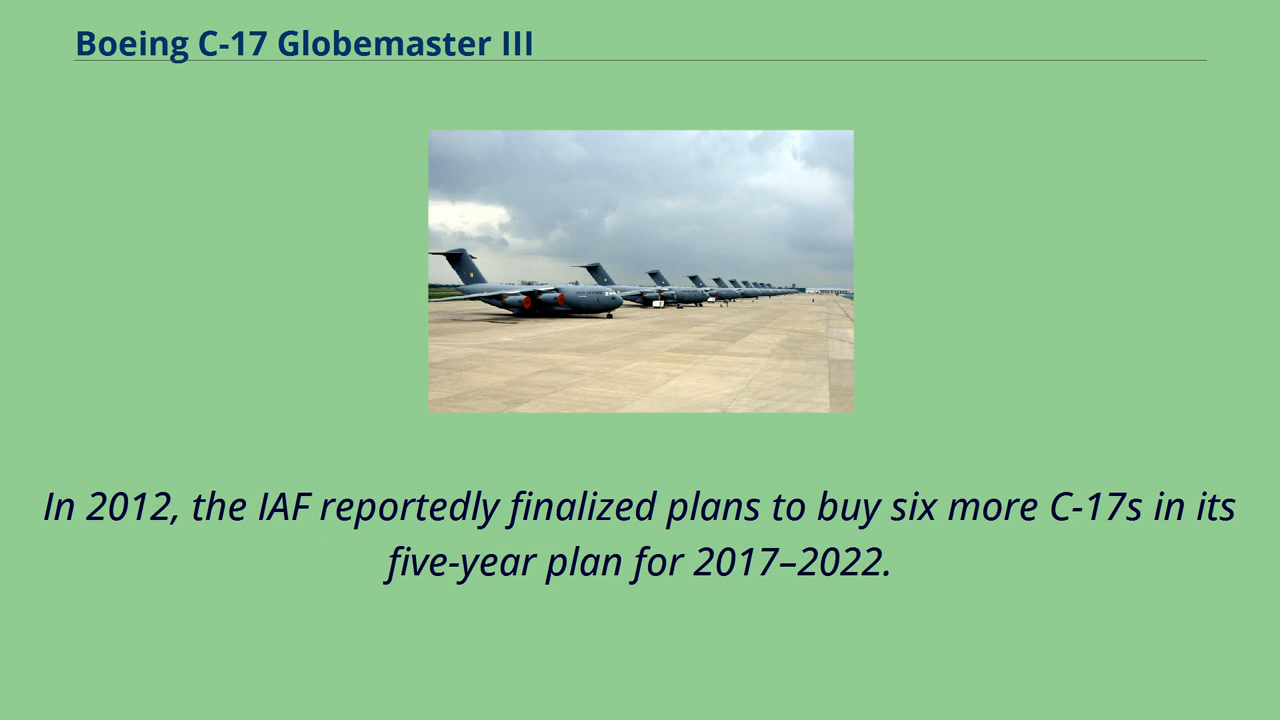 Boeing C-17 Globemaster III
In 2012, the IAF reportedly finalized plans to buy six more C-17s in its
five-year plan for 2017–2022.